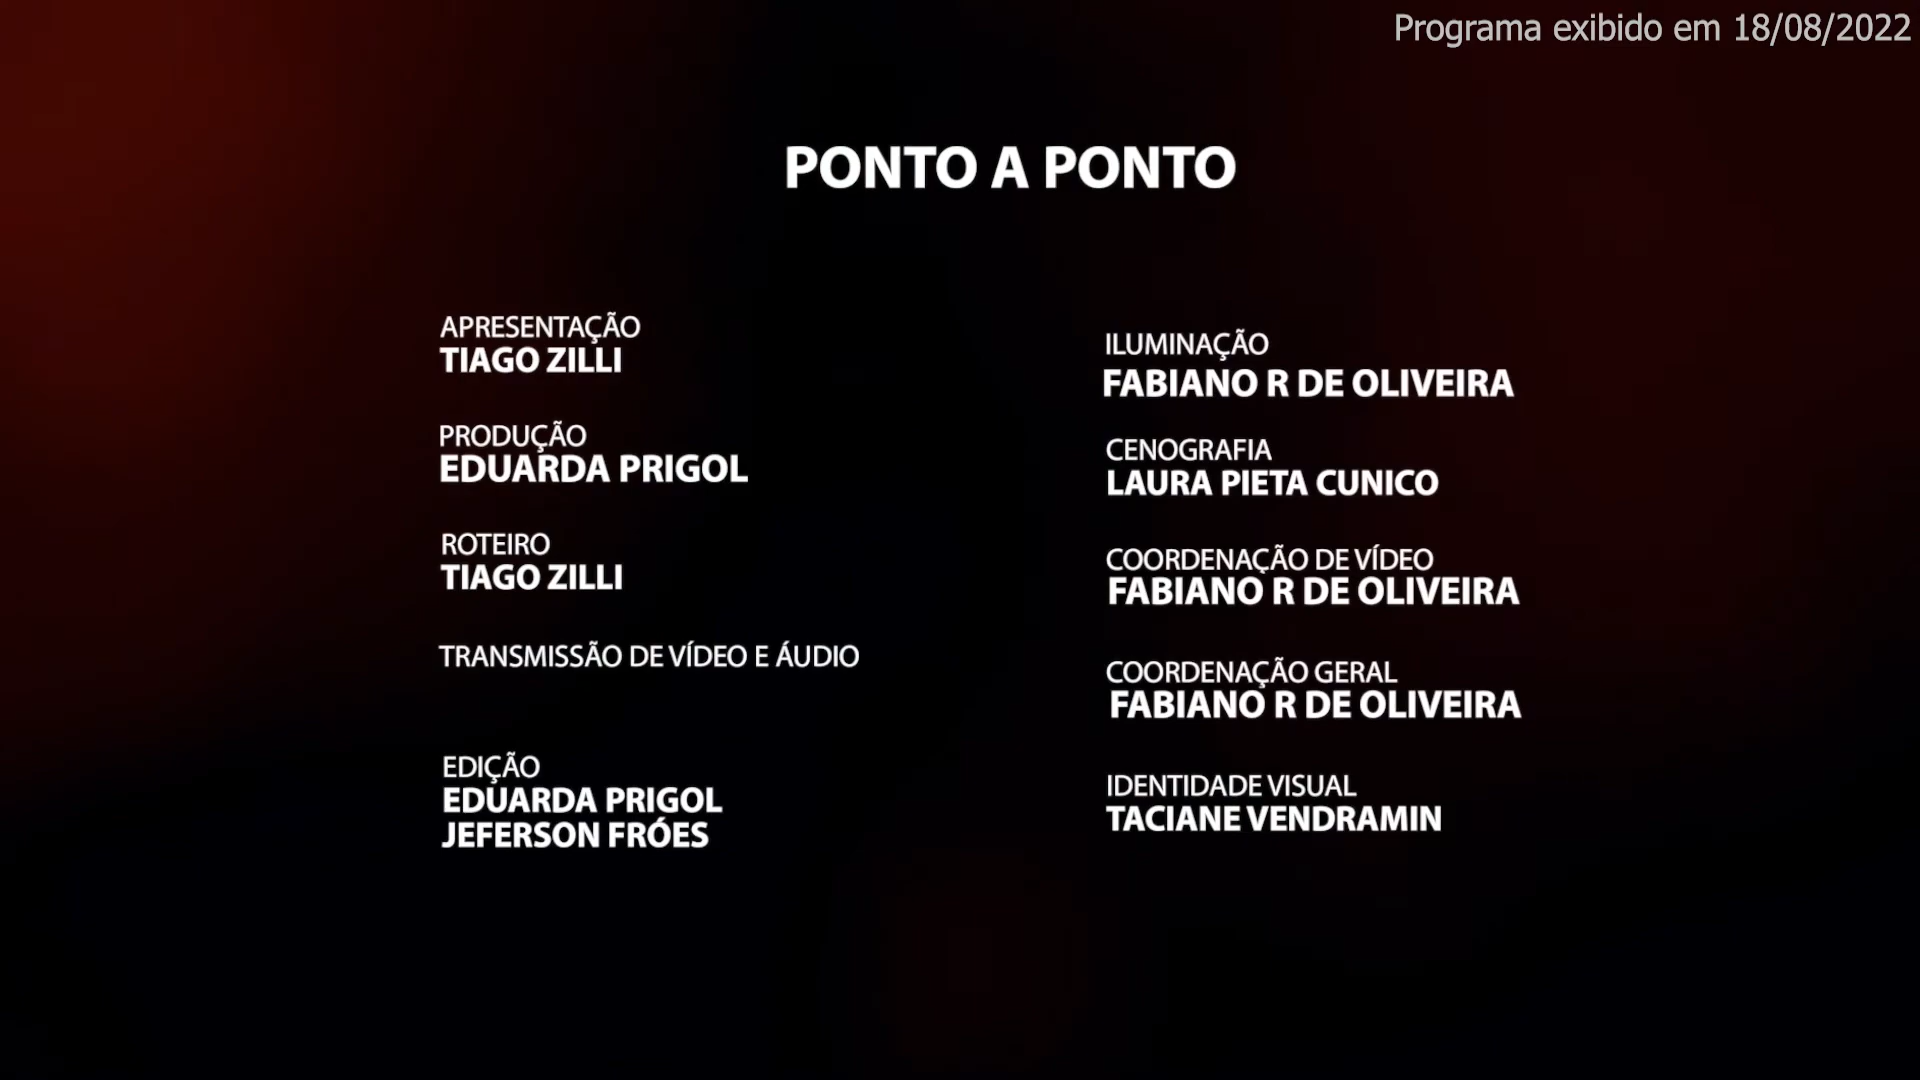 Programa exibido em 18/08/2022
PONTO A PONTO
APRESENTAÇÃO
TIAGO ZILLI
PRODUÇÃO
EDUARDA PRIGOL
ROTEIRO
TIAGO ZILLI
TRANSMISSÃO DE VÍDEO E ÁUDIO
EDIÇÃO
EDUARDA PRIGOL
JEFERSON FRÓES
ILUMINAÇÃO
FABIANO R DE OLIVEIRA
CENOGRAFIA
LAURA PIETA CUNICO
COORDENAÇÃO DE VÍDEO
FABIANO R DE OLIVEIRA
COORDENAÇÃO GERAL
FABIANO R DE OLIVEIRA
IDENTIDADE VISUAL
TACIANE VENDRAMIN